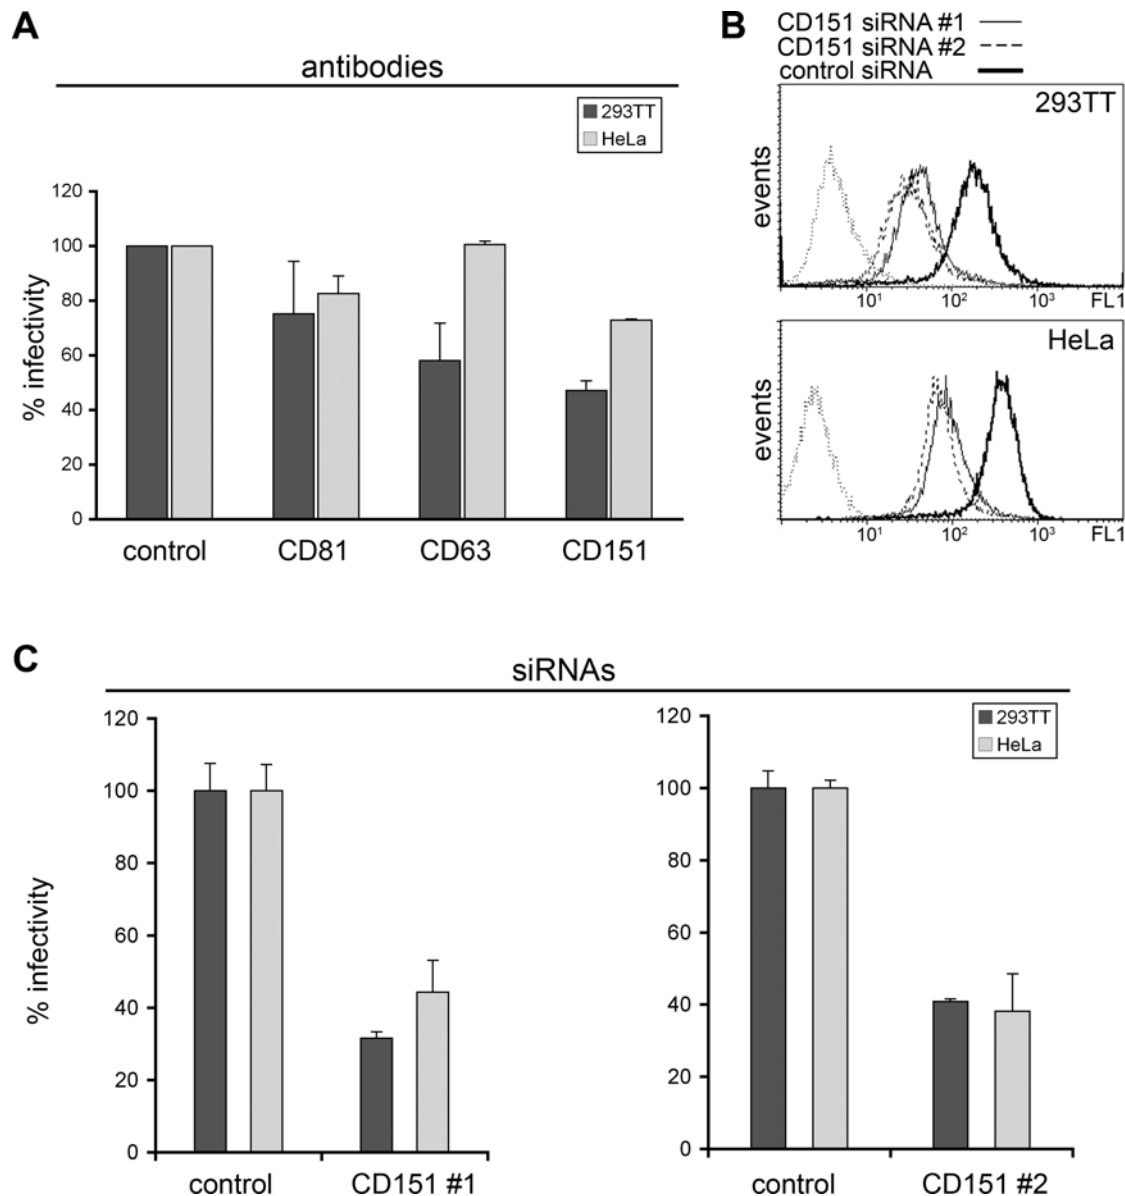 A
antibodies
293TT
HeLa
% infectivity
120
100
80
60
40
20
0
control CD81 CD63 CD151
B
CD151 siRNA #1
CD151 siRNA #2
control siRNA
293TT
events
10¹ 10² 10³ FL1
HeLa
events
10¹ 10² 10³ FL1
C
siRNAs
% infectivity
120
100
80
60
40
20
0
control CD151 #1
293TT
HeLa
120
100
80
60
40
20
0
control CD151 #2